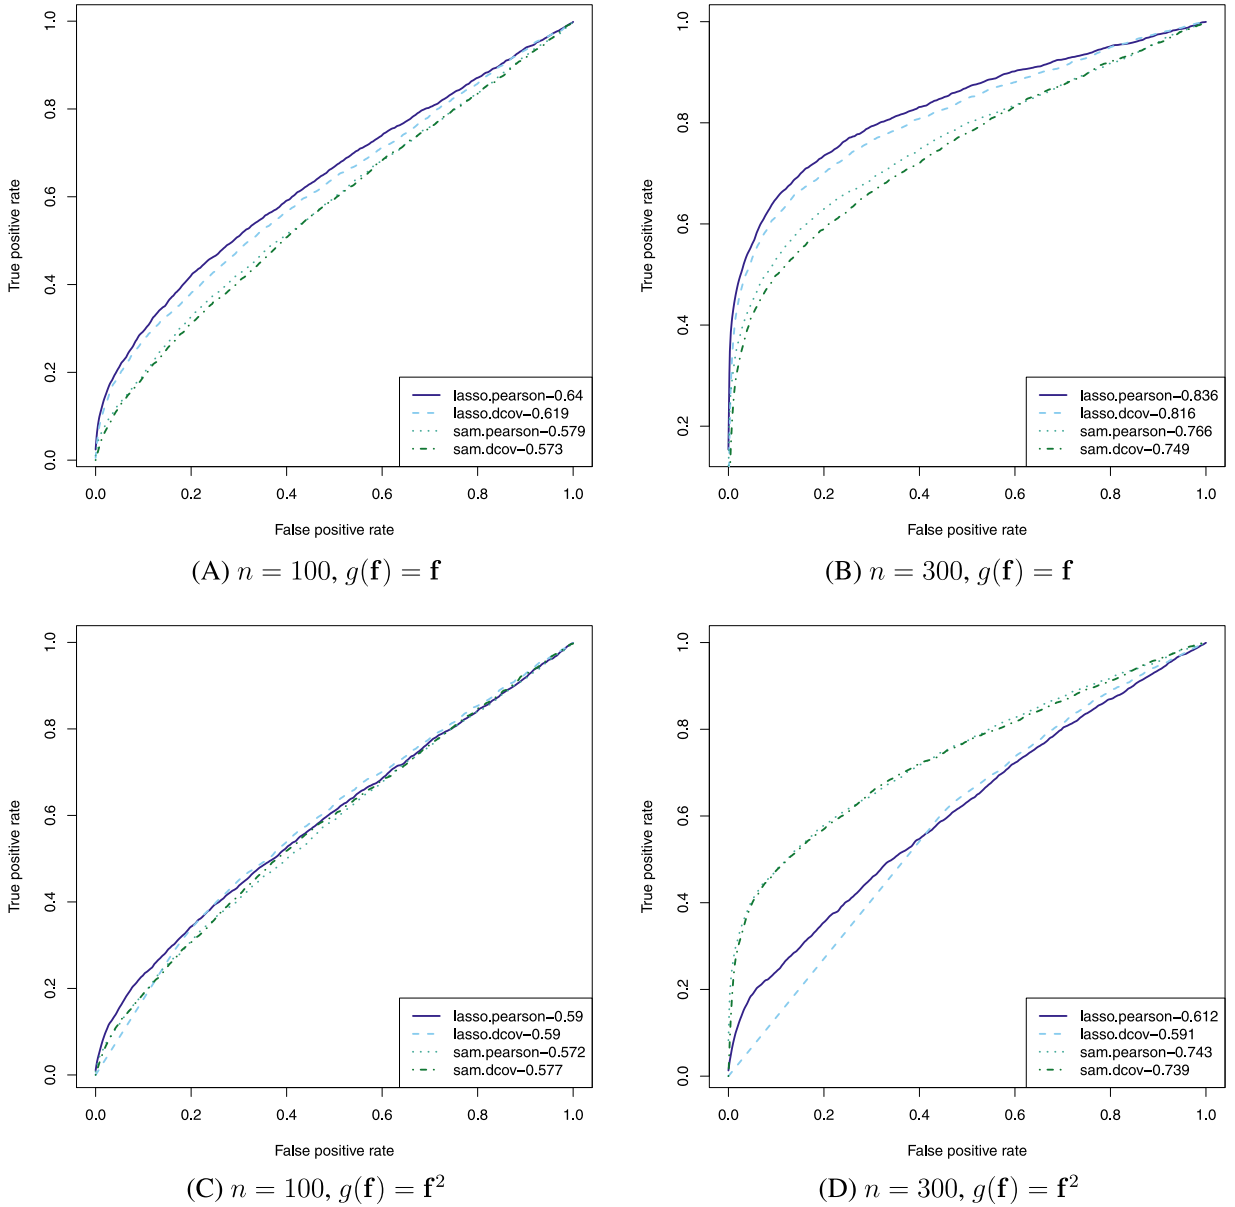 True positive rate
1.0
0.8
0.6
0.4
0.2
0.0
lasso.pearson−0.64
lasso.dcov−0.619
sam.pearson−0.579
sam.dcov−0.573
0.0 0.2 0.4 0.6 0.8 1.0
False positive rate
(A) n = 100, g(f) = f
True positive rate
1.0
0.8
0.6
0.4
0.2
lasso.pearson−0.836
lasso.dcov−0.816
sam.pearson−0.766
sam.dcov−0.749
0.0 0.2 0.4 0.6 0.8 1.0
False positive rate
(B) n = 300, g(f) = f
True positive rate
1.0
0.8
0.6
0.4
0.2
0.0
lasso.pearson−0.59
lasso.dcov−0.59
sam.pearson−0.572
sam.dcov−0.577
0.0 0.2 0.4 0.6 0.8 1.0
False positive rate
(C) n = 100, g(f) = f²
True positive rate
1.0
0.8
0.6
0.4
0.2
0.0
lasso.pearson−0.612
lasso.dcov−0.591
sam.pearson−0.743
sam.dcov−0.739
0.0 0.2 0.4 0.6 0.8 1.0
False positive rate
(D) n = 300, g(f) = f²